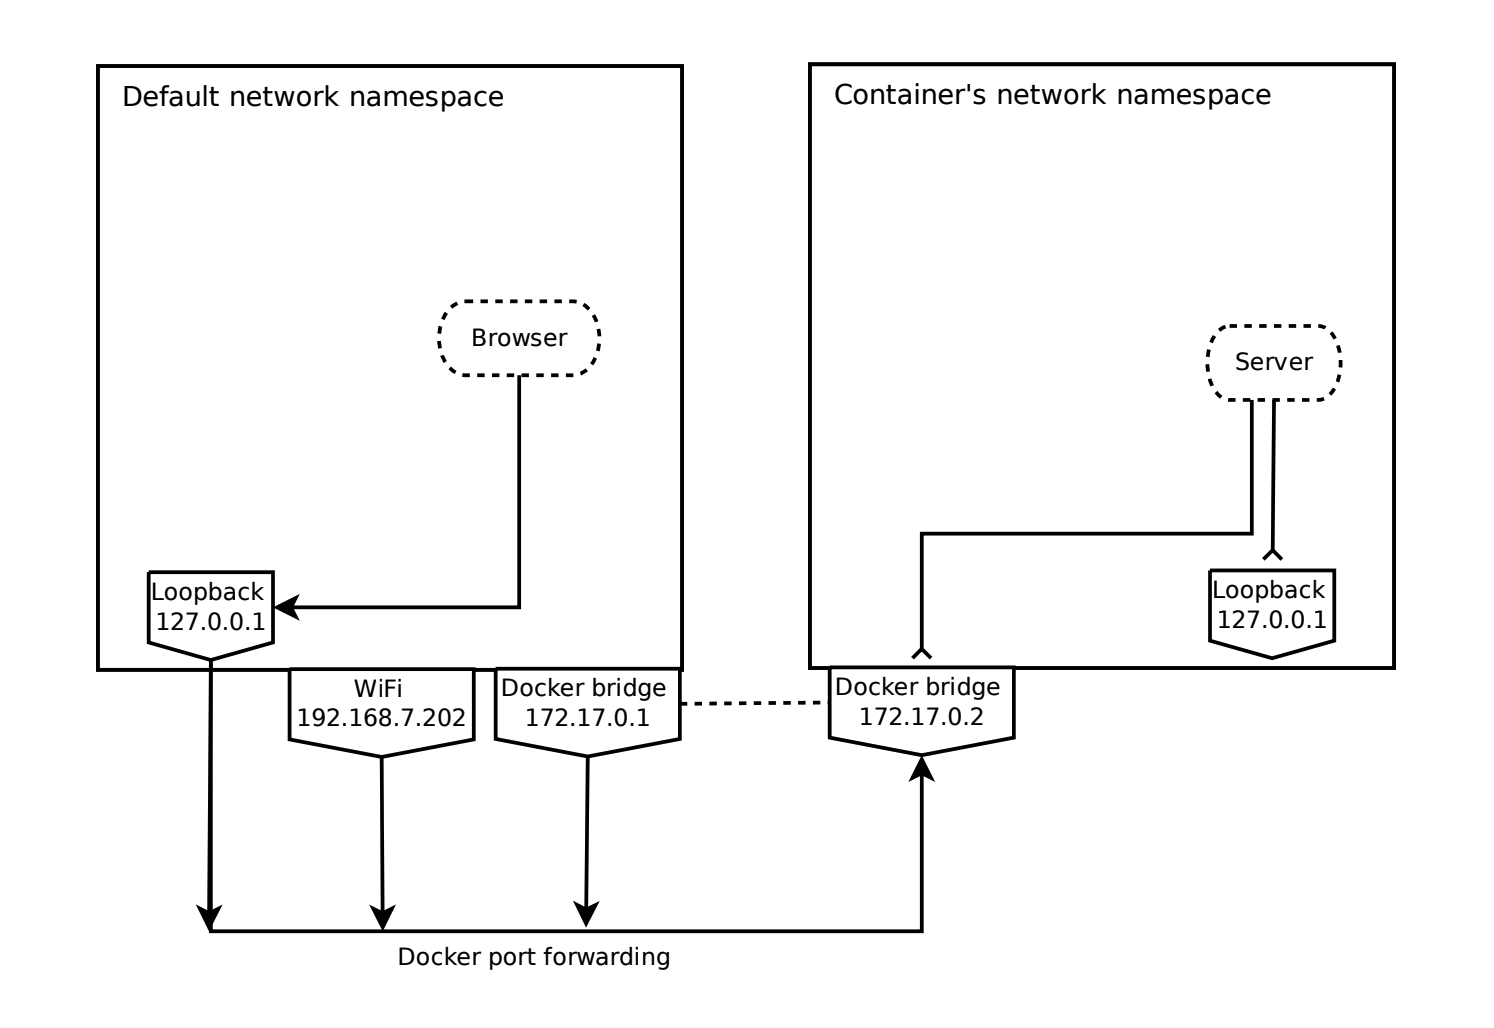 Default network namespace
Container's network namespace
Browser
Server
Loopback
127.0.0.1
Loopback
127.0.0.1
WiFi
192.168.7.202
Docker bridge
172.17.0.1
Docker bridge
172.17.0.2
Docker port forwarding